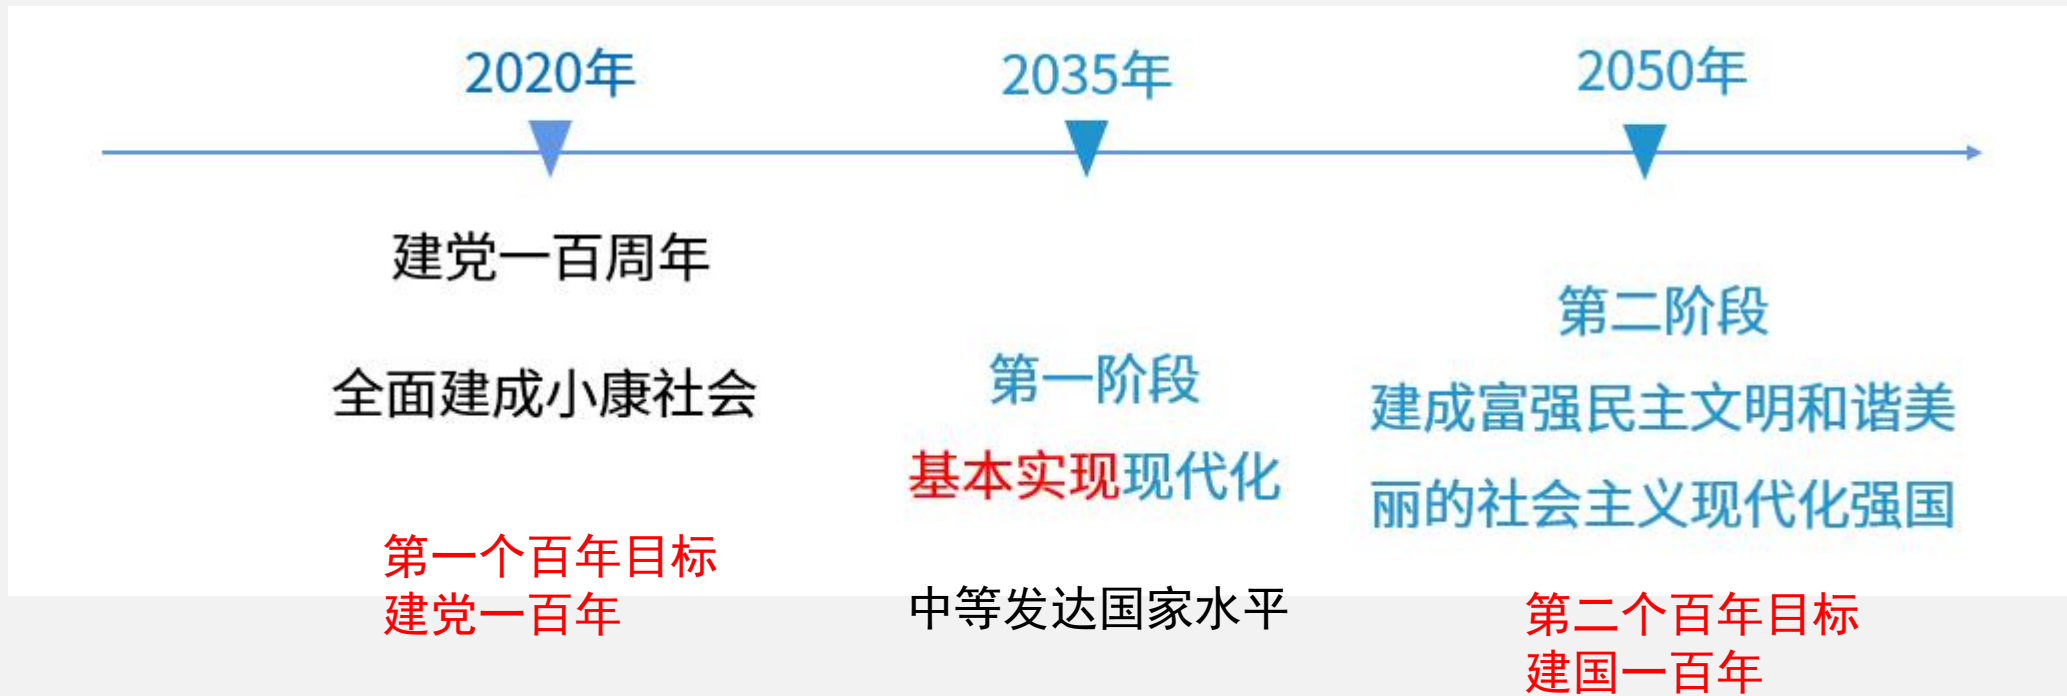 2020年
2035年
2050年
建党一百周年
全面建成小康社会
第一个百年目标
建党一百年
第一阶段
基本实现现代化
中等发达国家水平
第二阶段
建成富强民主文明和谐美
丽的社会主义现代化强国
第二个百年目标
建国一百年